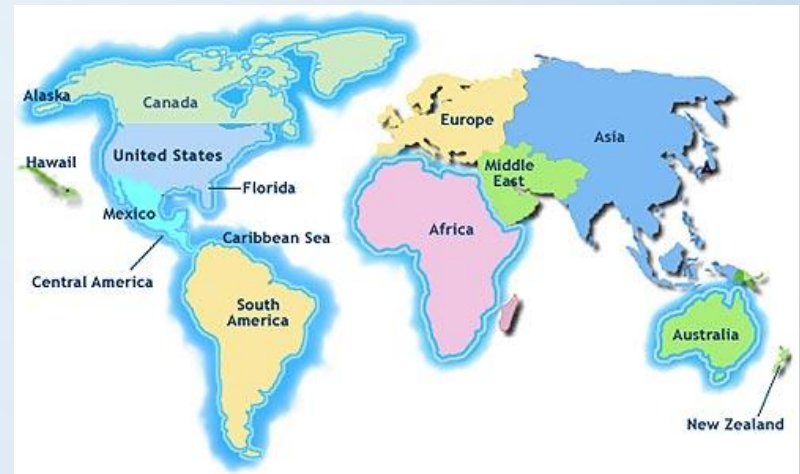 Alaska
Canada
Hawaii
United States
Florida
Mexico
Caribbean Sea
Central America
South
America
Europe
Middle
East
Asia
Africa
Australia
New Zealand